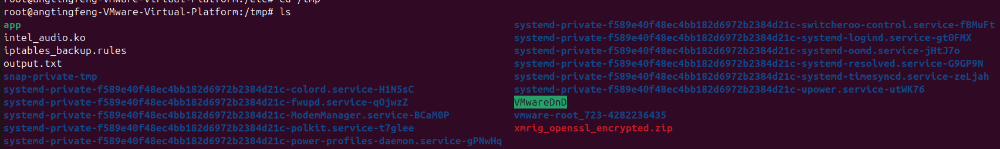 root@angtingfeng-VMware-Virtual-Platform:/etc# cd /tmp
root@angtingfeng-VMware-Virtual-Platform:/tmp# ls
app
intel_audio.ko
iptables_backup.rules
output.txt
snap-private-tmp
systemd-private-f589e40f48ec4bb182d6972b2384d21c-colord.service-H1N5sC
systemd-private-f589e40f48ec4bb182d6972b2384d21c-fwupd.service-qOjwzZ
systemd-private-f589e40f48ec4bb182d6972b2384d21c-ModemManager.service-BCaM0P
systemd-private-f589e40f48ec4bb182d6972b2384d21c-polkit.service-t7glee
systemd-private-f589e40f48ec4bb182d6972b2384d21c-power-profiles-daemon.service-gPNwHq
systemd-private-f589e40f48ec4bb182d6972b2384d21c-switcheroo-control.service-fBMuFt
systemd-private-f589e40f48ec4bb182d6972b2384d21c-systemd-logind.service-gt0FMX
systemd-private-f589e40f48ec4bb182d6972b2384d21c-systemd-oomd.service-jHtJ7o
systemd-private-f589e40f48ec4bb182d6972b2384d21c-systemd-resolved.service-G9GP9N
systemd-private-f589e40f48ec4bb182d6972b2384d21c-systemd-timesyncd.service-zeLjah
systemd-private-f589e40f48ec4bb182d6972b2384d21c-upower.service-utWK76
VMwareDnD
vmware-root_723-4282236435
xmrig_openssl_encrypted.zip